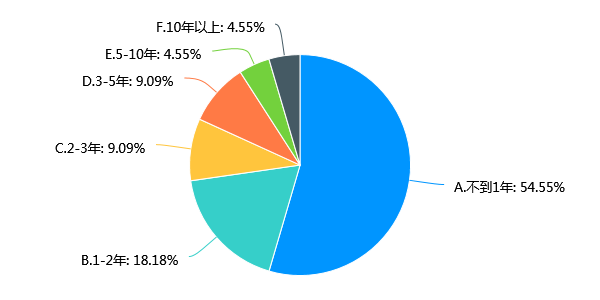 F.10年以上: 4.55%
E.5-10年: 4.55%
D.3-5年: 9.09%
C.2-3年: 9.09%
A.不到1年: 54.55%
B.1-2年: 18.18%